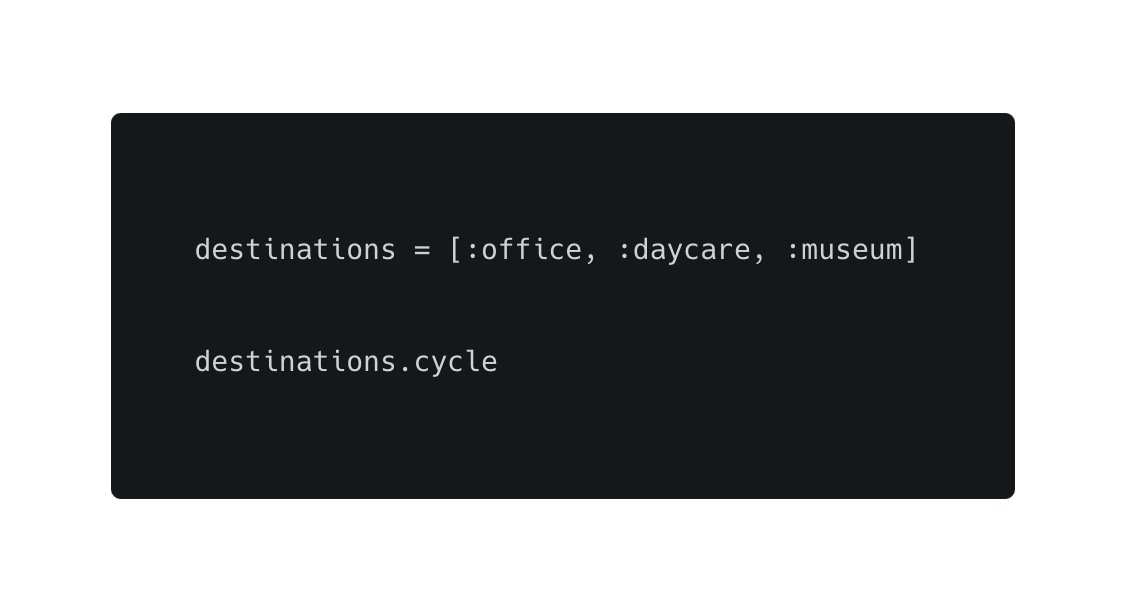 destinations = [:office, :daycare, :museum]
destinations.cycle